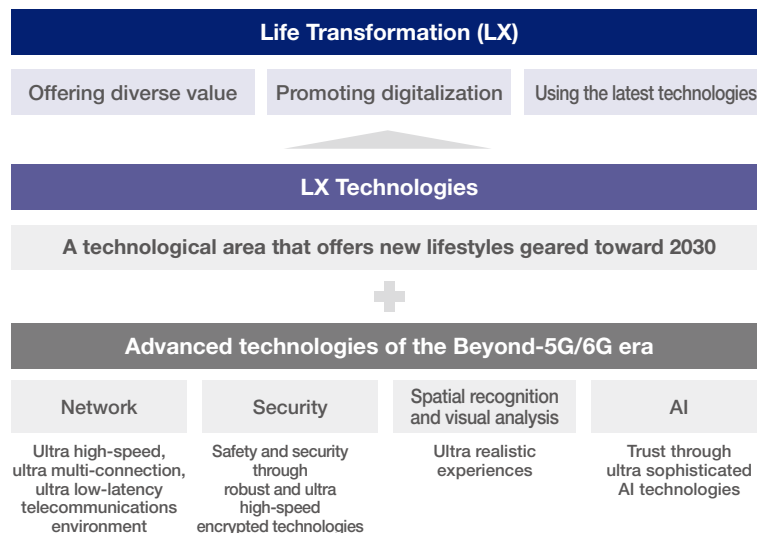 Life Transformation (LX)
Offering diverse value
Promoting digitalization
Using the latest technologies
LX Technologies
A technological area that offers new lifestyles geared toward 2030
Advanced technologies of the Beyond-5G/6G era
Network
Ultra high-speed,
ultra multi-connection,
ultra low-latency
telecommunications
environment
Security
Safety and security
through
robust and ultra
high-speed
encrypted technologies
Spatial recognition
and visual analysis
Ultra realistic
experiences
AI
Trust through
ultra sophisticated
AI technologies